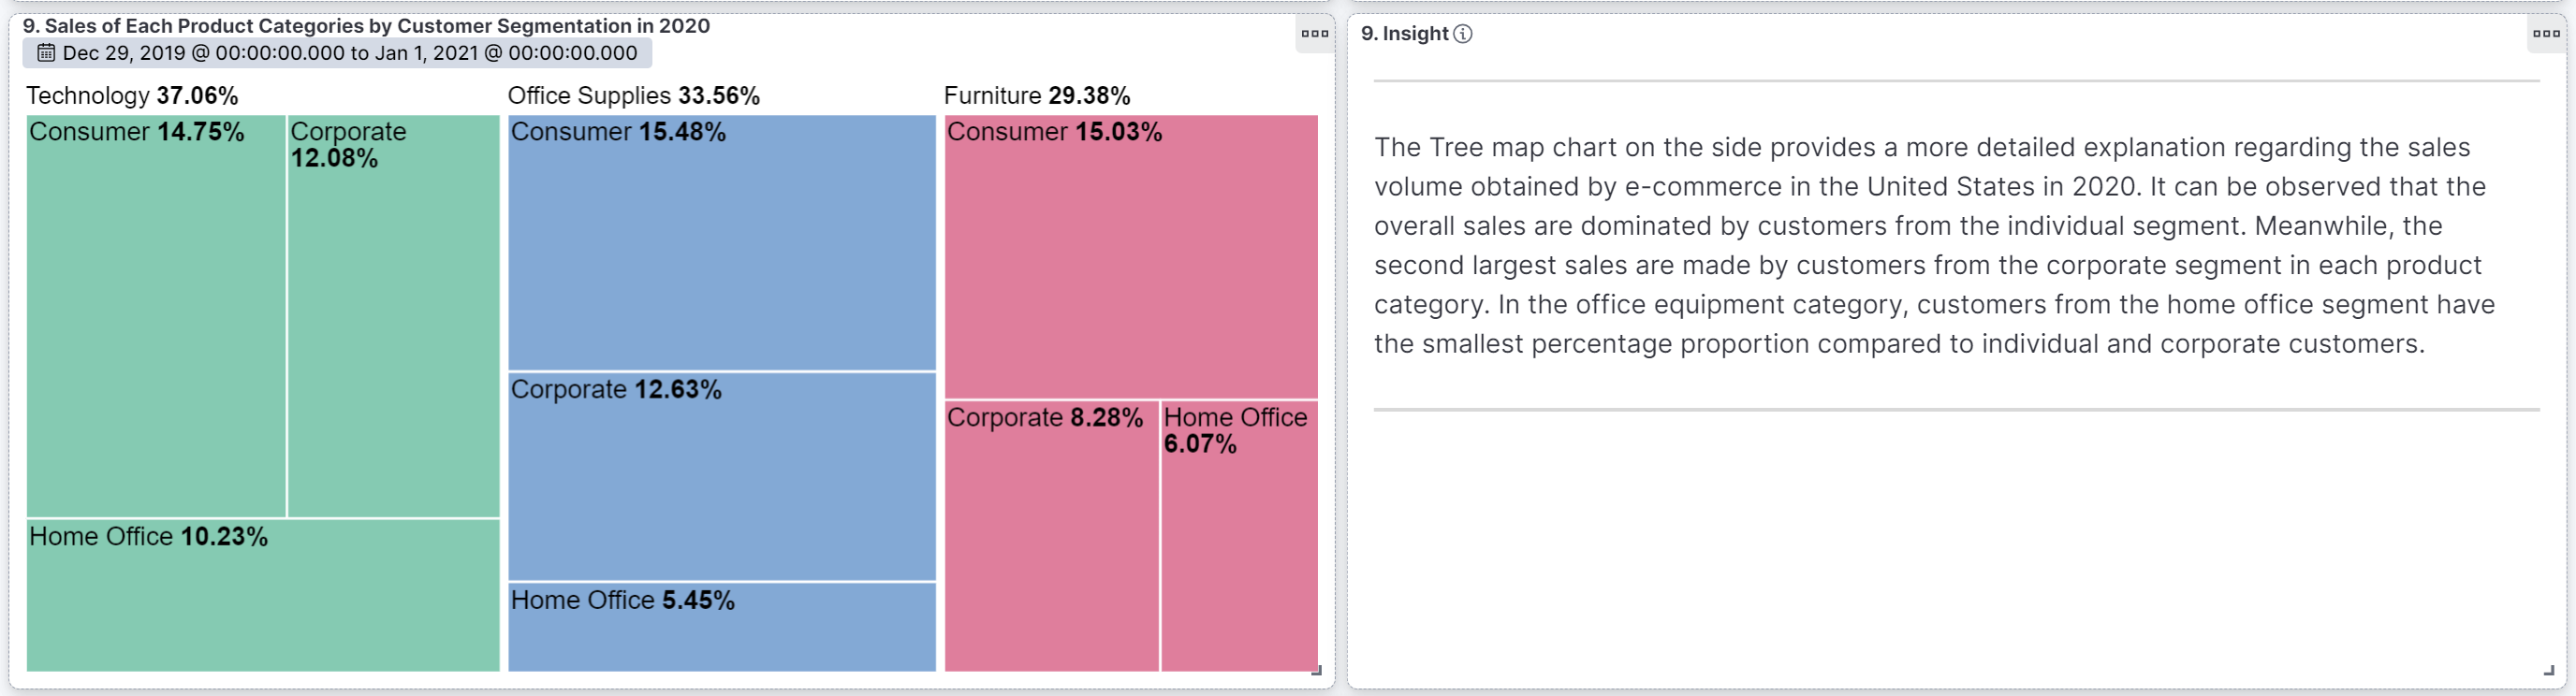 9. Sales of Each Product Categories by Customer Segmentation in 2020
Dec 29, 2019 @ 00:00:00.000 to Jan 1, 2021 @ 00:00:00.000
Technology 37.06%
Consumer 14.75%
Corporate
12.08%
Home Office 10.23%
Office Supplies 33.56%
Consumer 15.48%
Corporate 12.63%
Home Office 5.45%
Furniture 29.38%
Consumer 15.03%
Corporate 8.28%
Home Office
6.07%
9. Insight
The Tree map chart on the side provides a more detailed explanation regarding the sales
volume obtained by e-commerce in the United States in 2020. It can be observed that the
overall sales are dominated by customers from the individual segment. Meanwhile, the
second largest sales are made by customers from the corporate segment in each product
category. In the office equipment category, customers from the home office segment have
the smallest percentage proportion compared to individual and corporate customers.